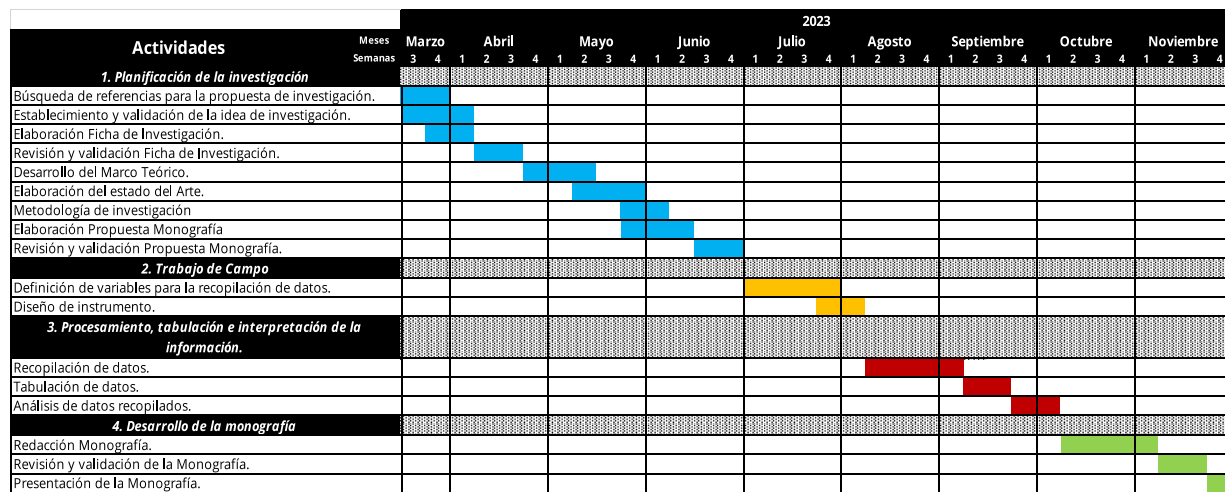 2023
Actividades Meses Marzo Abril Mayo Junio Julio Agosto Septiembre Octubre Noviembre
Semanas 3 4 1 2 3 4 1 2 3 4 1 2 3 4 1 2 3 4 1 2 3 4 1 2 3 4 1 2 3 4 1 2 3 4
1. Planificación de la investigación
Búsqueda de referencias para la propuesta de investigación.
Establecimiento y validación de la idea de investigación.
Elaboración Ficha de Investigación.
Revisión y validación Ficha de Investigación.
Desarrollo del Marco Teórico.
Elaboración del estado del Arte.
Metodología de investigación
Elaboración Propuesta Monografía
Revisión y validación Propuesta Monografía.
2. Trabajo de Campo
Definición de variables para la recopilación de datos.
Diseño de instrumento.
3. Procesamiento, tabulación e interpretación de la
información.
Recopilación de datos.
Tabulación de datos.
Análisis de datos recopilados.
4. Desarrollo de la monografía
Redacción Monografía.
Revisión y validación de la Monografía.
Presentación de la Monografía.